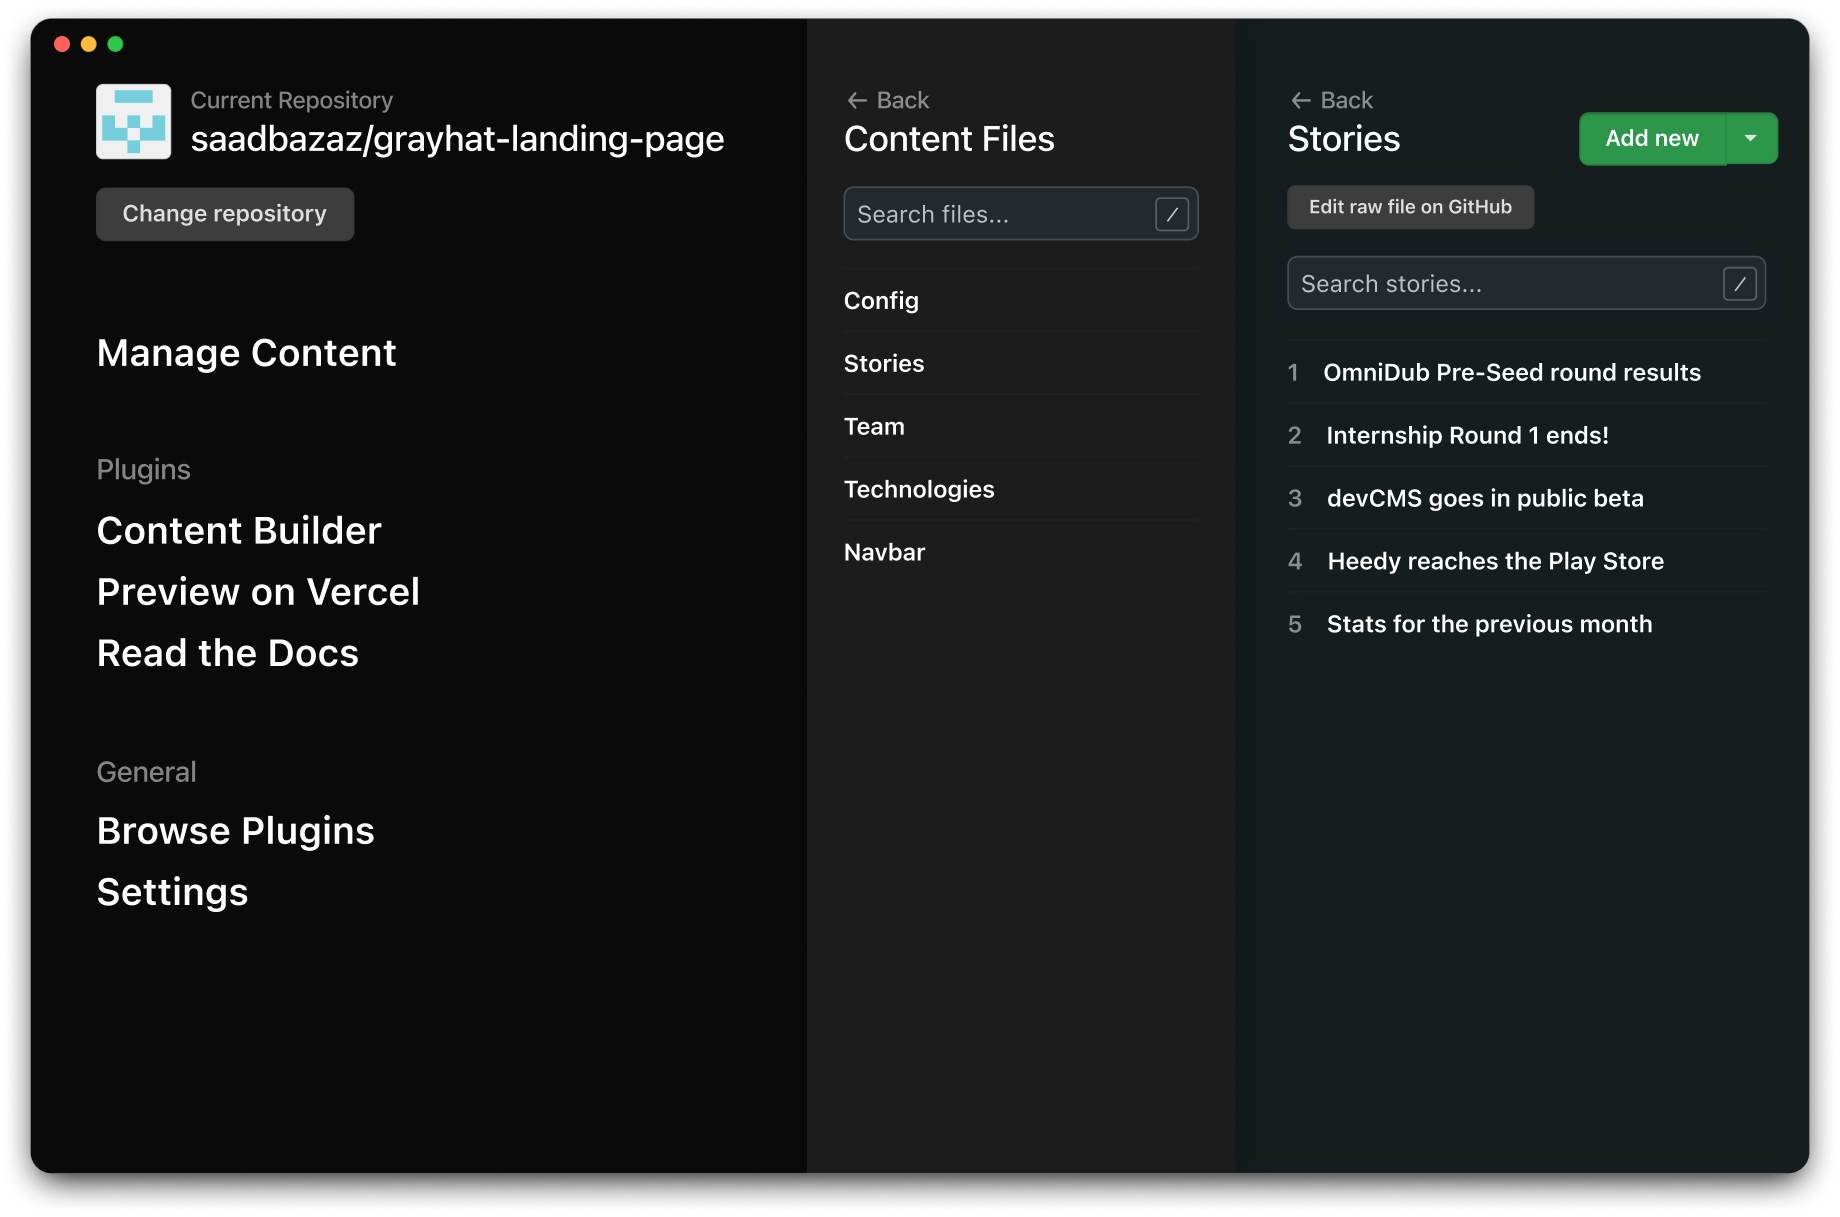 Current Repository
saadbazaz/grayhat-landing-page
Change repository
Manage Content
Plugins
Content Builder
Preview on Vercel
Read the Docs
General
Browse Plugins
Settings
← Back
Content Files
Search files... /
Config
Stories
Team
Technologies
Navbar
← Back
Stories
Add new
Edit raw file on GitHub
Search stories... /
1 OmniDub Pre-Seed round results
2 Internship Round 1 ends!
3 devCMS goes in public beta
4 Heedy reaches the Play Store
5 Stats for the previous month